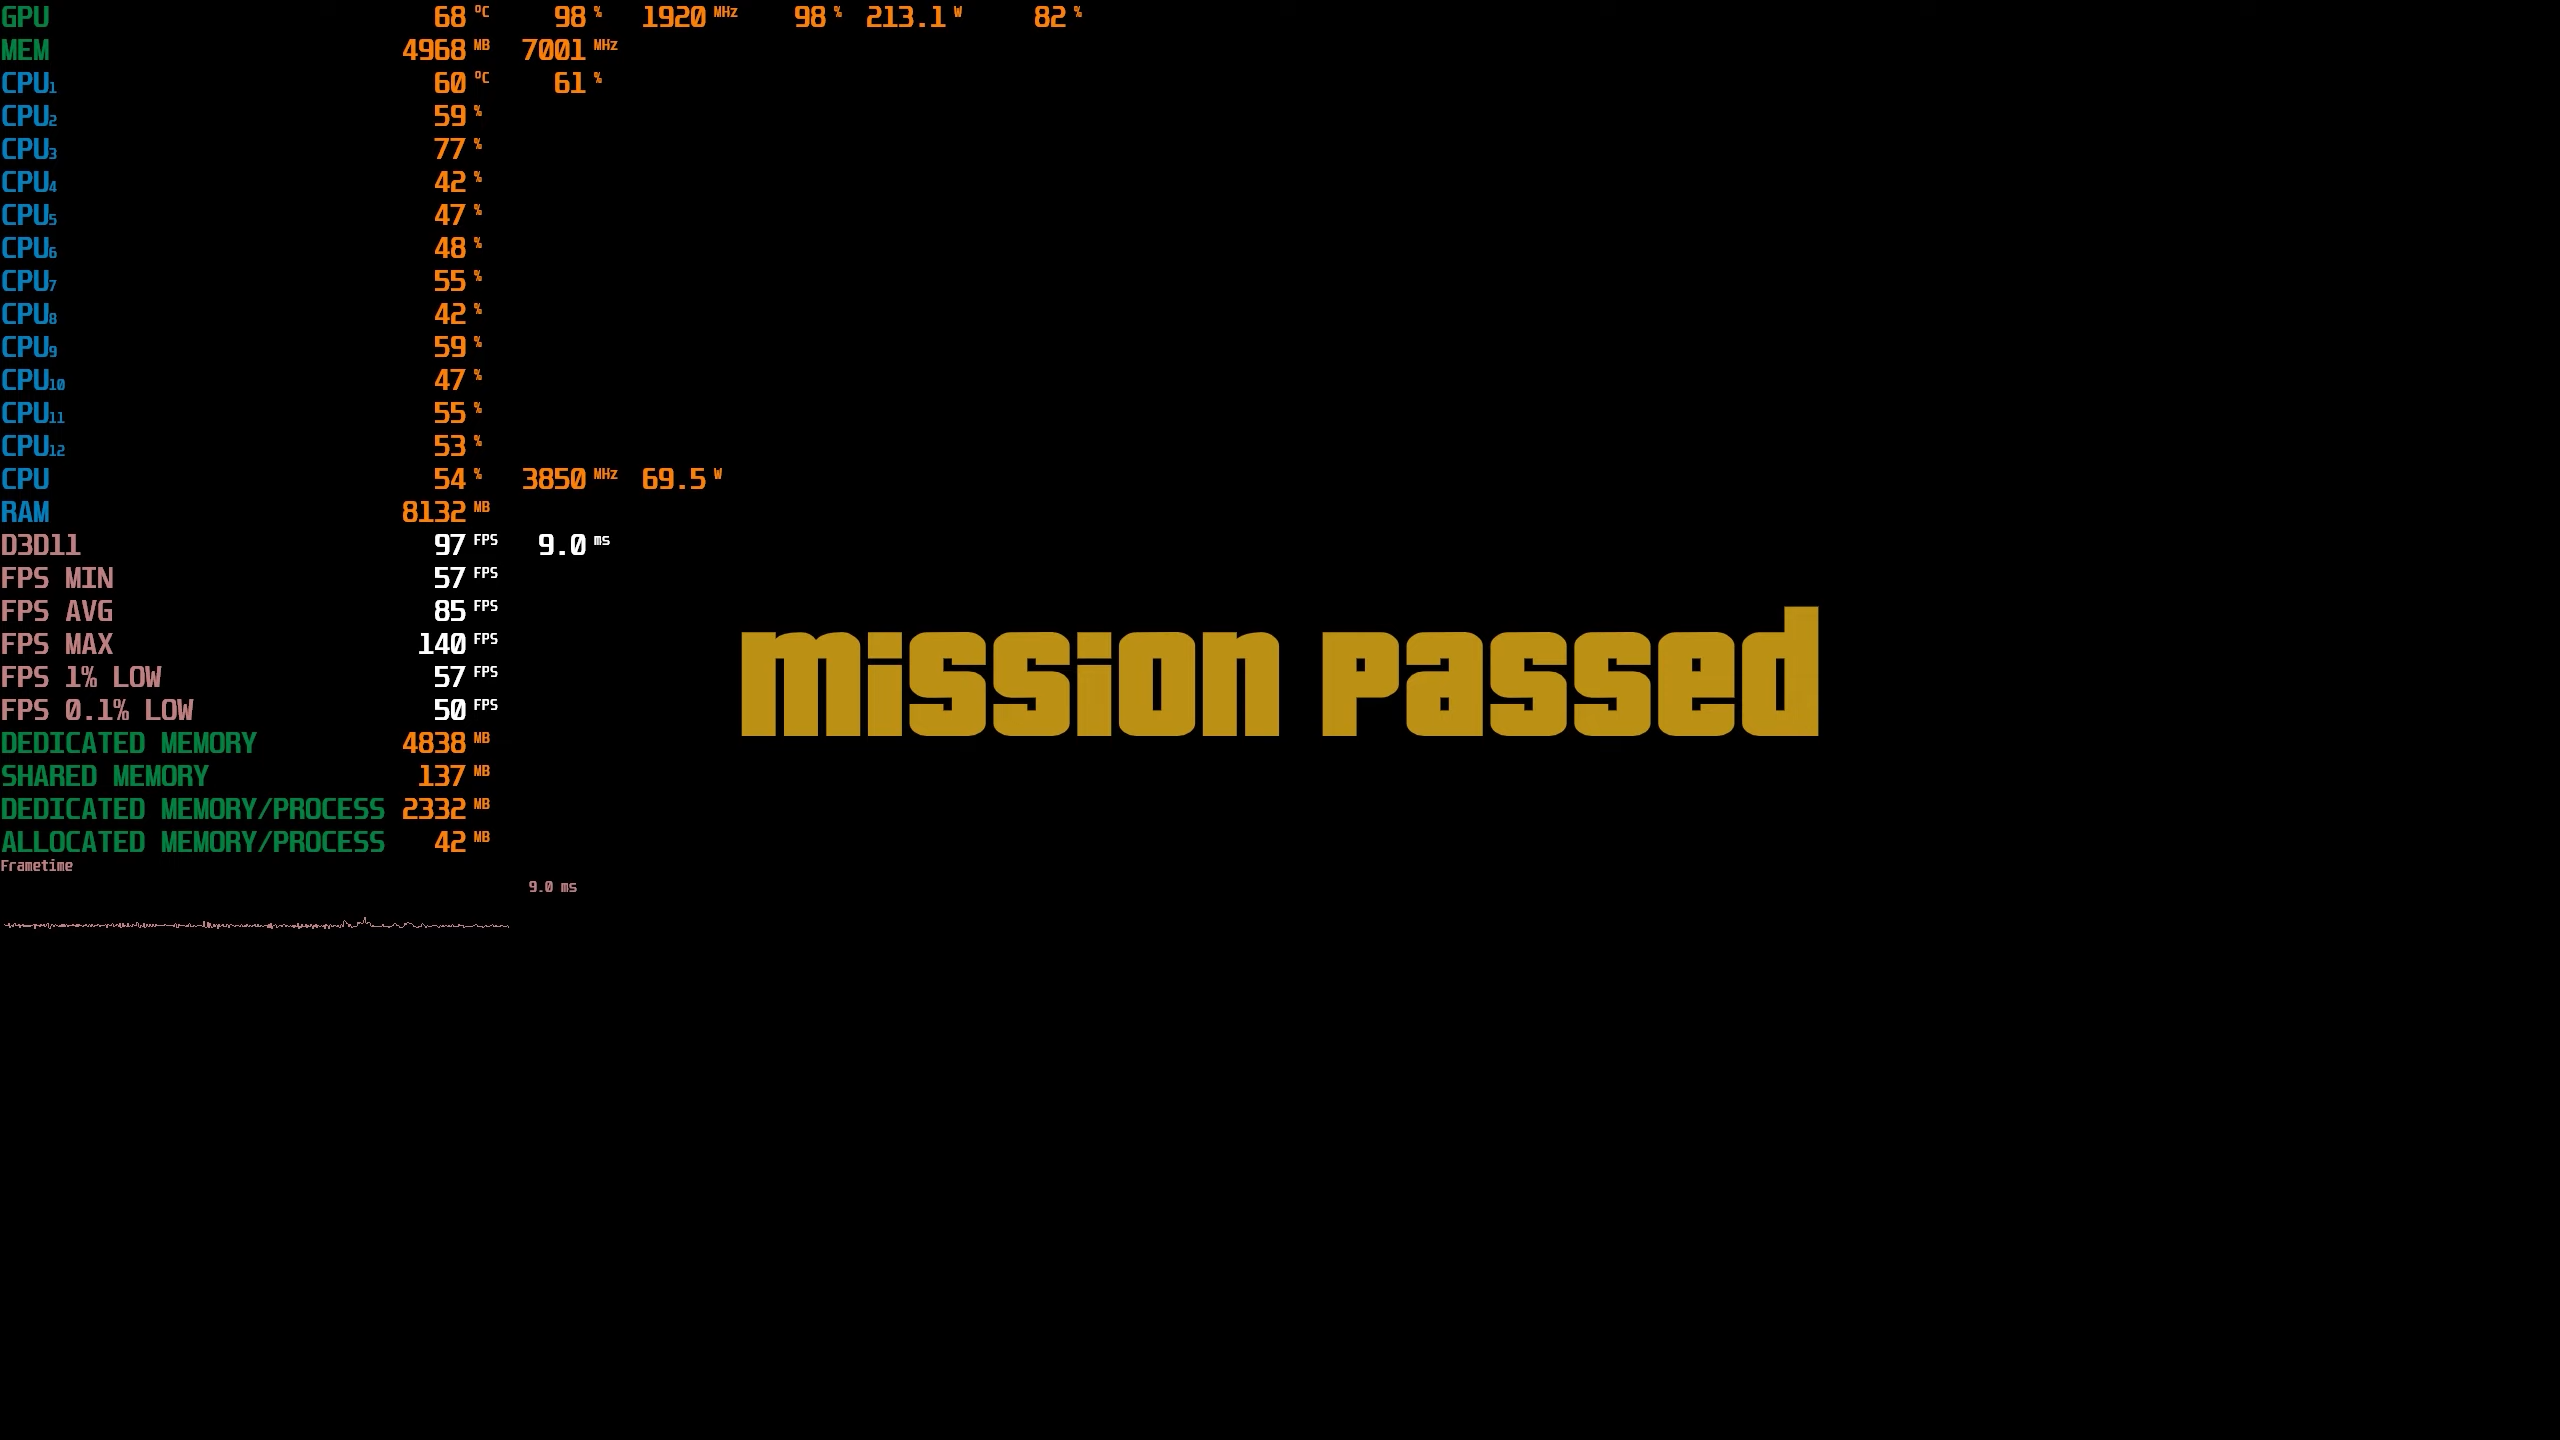 GPU 68 °C 98 % 1920 MHz 98 % 213.1 W 82 %
MEM 4968 MB 7001 MHz
CPU1 60 °C 61 %
CPU2 59 %
CPU3 77 %
CPU4 42 %
CPU5 47 %
CPU6 48 %
CPU7 55 %
CPU8 42 %
CPU9 59 %
CPU10 47 %
CPU11 55 %
CPU12 53 %
CPU 54 % 3850 MHz 69.5 W
RAM 8132 MB
D3D11 97 FPS 9.0 ms
FPS MIN 57 FPS
FPS AVG 85 FPS
FPS MAX 140 FPS
FPS 1% LOW 57 FPS
FPS 0.1% LOW 50 FPS
DEDICATED MEMORY 4838 MB
SHARED MEMORY 137 MB
DEDICATED MEMORY/PROCESS 2332 MB
ALLOCATED MEMORY/PROCESS 42 MB
Frametime
9.0 ms
mission passed